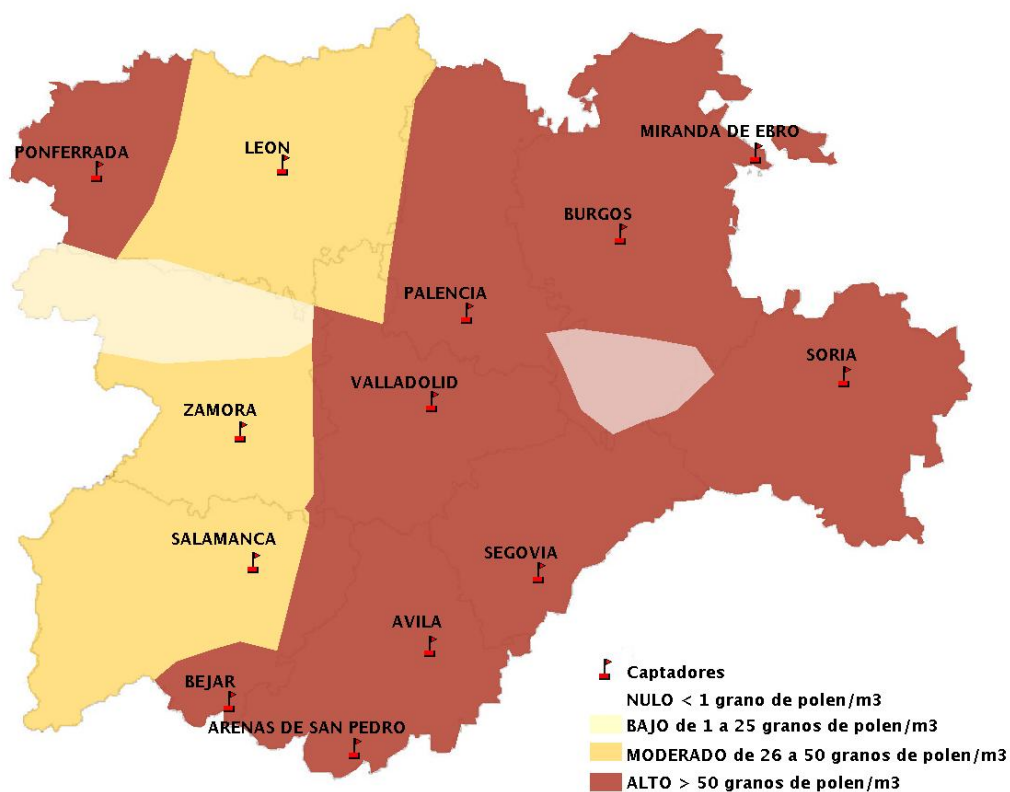 MIRANDA DE EBRO
PONFERRADA
LEON
BURGOS
PALENCIA
SORIA
VALLADOLID
ZAMORA
SALAMANCA
SEGOVIA
AVILA
BEJAR
ARENAS DE SAN PEDRO
Captadores
NULO < 1 grano de polen/m3
BAJO de 1 a 25 granos de polen/m3
MODERADO de 26 a 50 granos de polen/m3
ALTO > 50 granos de polen/m3